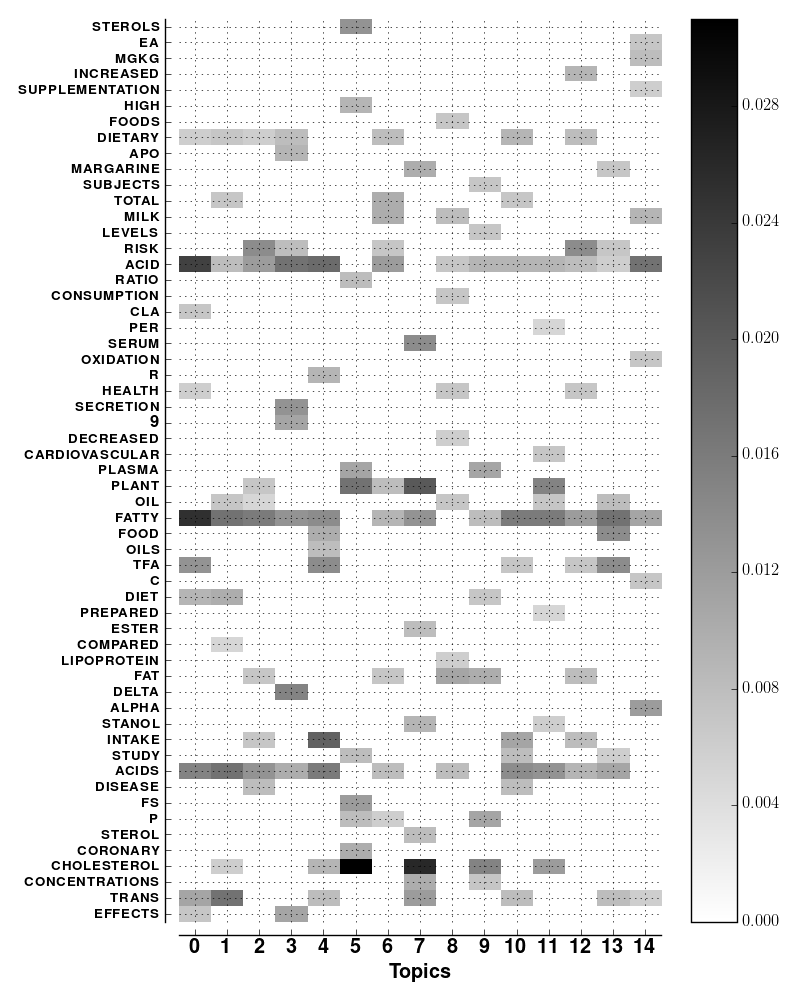 STEROLS
EA
MGKG
INCREASED
SUPPLEMENTATION
HIGH
FOODS
DIETARY
APO
MARGARINE
SUBJECTS
TOTAL
MILK
LEVELS
RISK
ACID
RATIO
CONSUMPTION
CLA
PER
SERUM
OXIDATION
R
HEALTH
SECRETION
9
DECREASED
CARDIOVASCULAR
PLASMA
PLANT
OIL
FATTY
FOOD
OILS
TFA
C
DIET
PREPARED
ESTER
COMPARED
LIPOPROTEIN
FAT
DELTA
ALPHA
STANOL
INTAKE
STUDY
ACIDS
DISEASE
FS
P
STEROL
CORONARY
CHOLESTEROL
CONCENTRATIONS
TRANS
EFFECTS
0 1 2 3 4 5 6 7 8 9 10 11 12 13 14
Topics
0.028
0.024
0.020
0.016
0.012
0.008
0.004
0.000